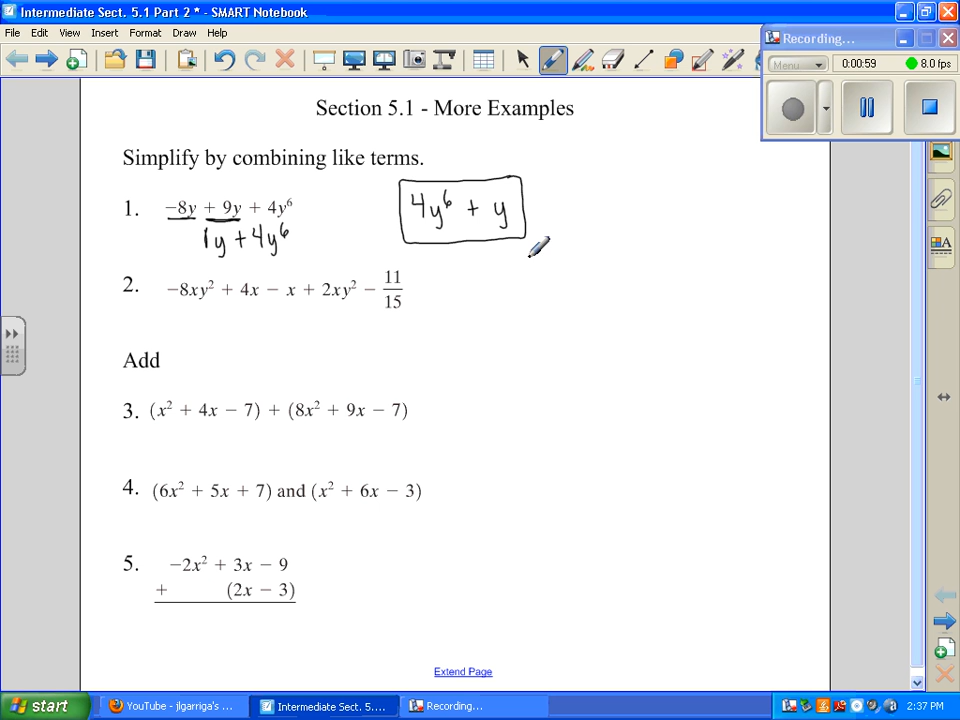 Intermediate Sect. 5.1 Part 2 * - SMART Notebook
File Edit View Insert Format Draw Help
Recording...
Menu
0:00:59
8.0 fps
Section 5.1 - More Examples
Simplify by combining like terms.
1. −8y + 9y + 4y⁶
4y⁶ + y
1y + 4y⁶
2. −8xy² + 4x − x + 2xy² − 11/15
Add
3. (x² + 4x − 7) + (8x² + 9x − 7)
4. (6x² + 5x + 7) and (x² + 6x − 3)
5. −2x² + 3x − 9
+ (2x − 3)
Extend Page
start
YouTube - jlgarriga's ...
Intermediate Sect. 5....
Recording...
2:37 PM